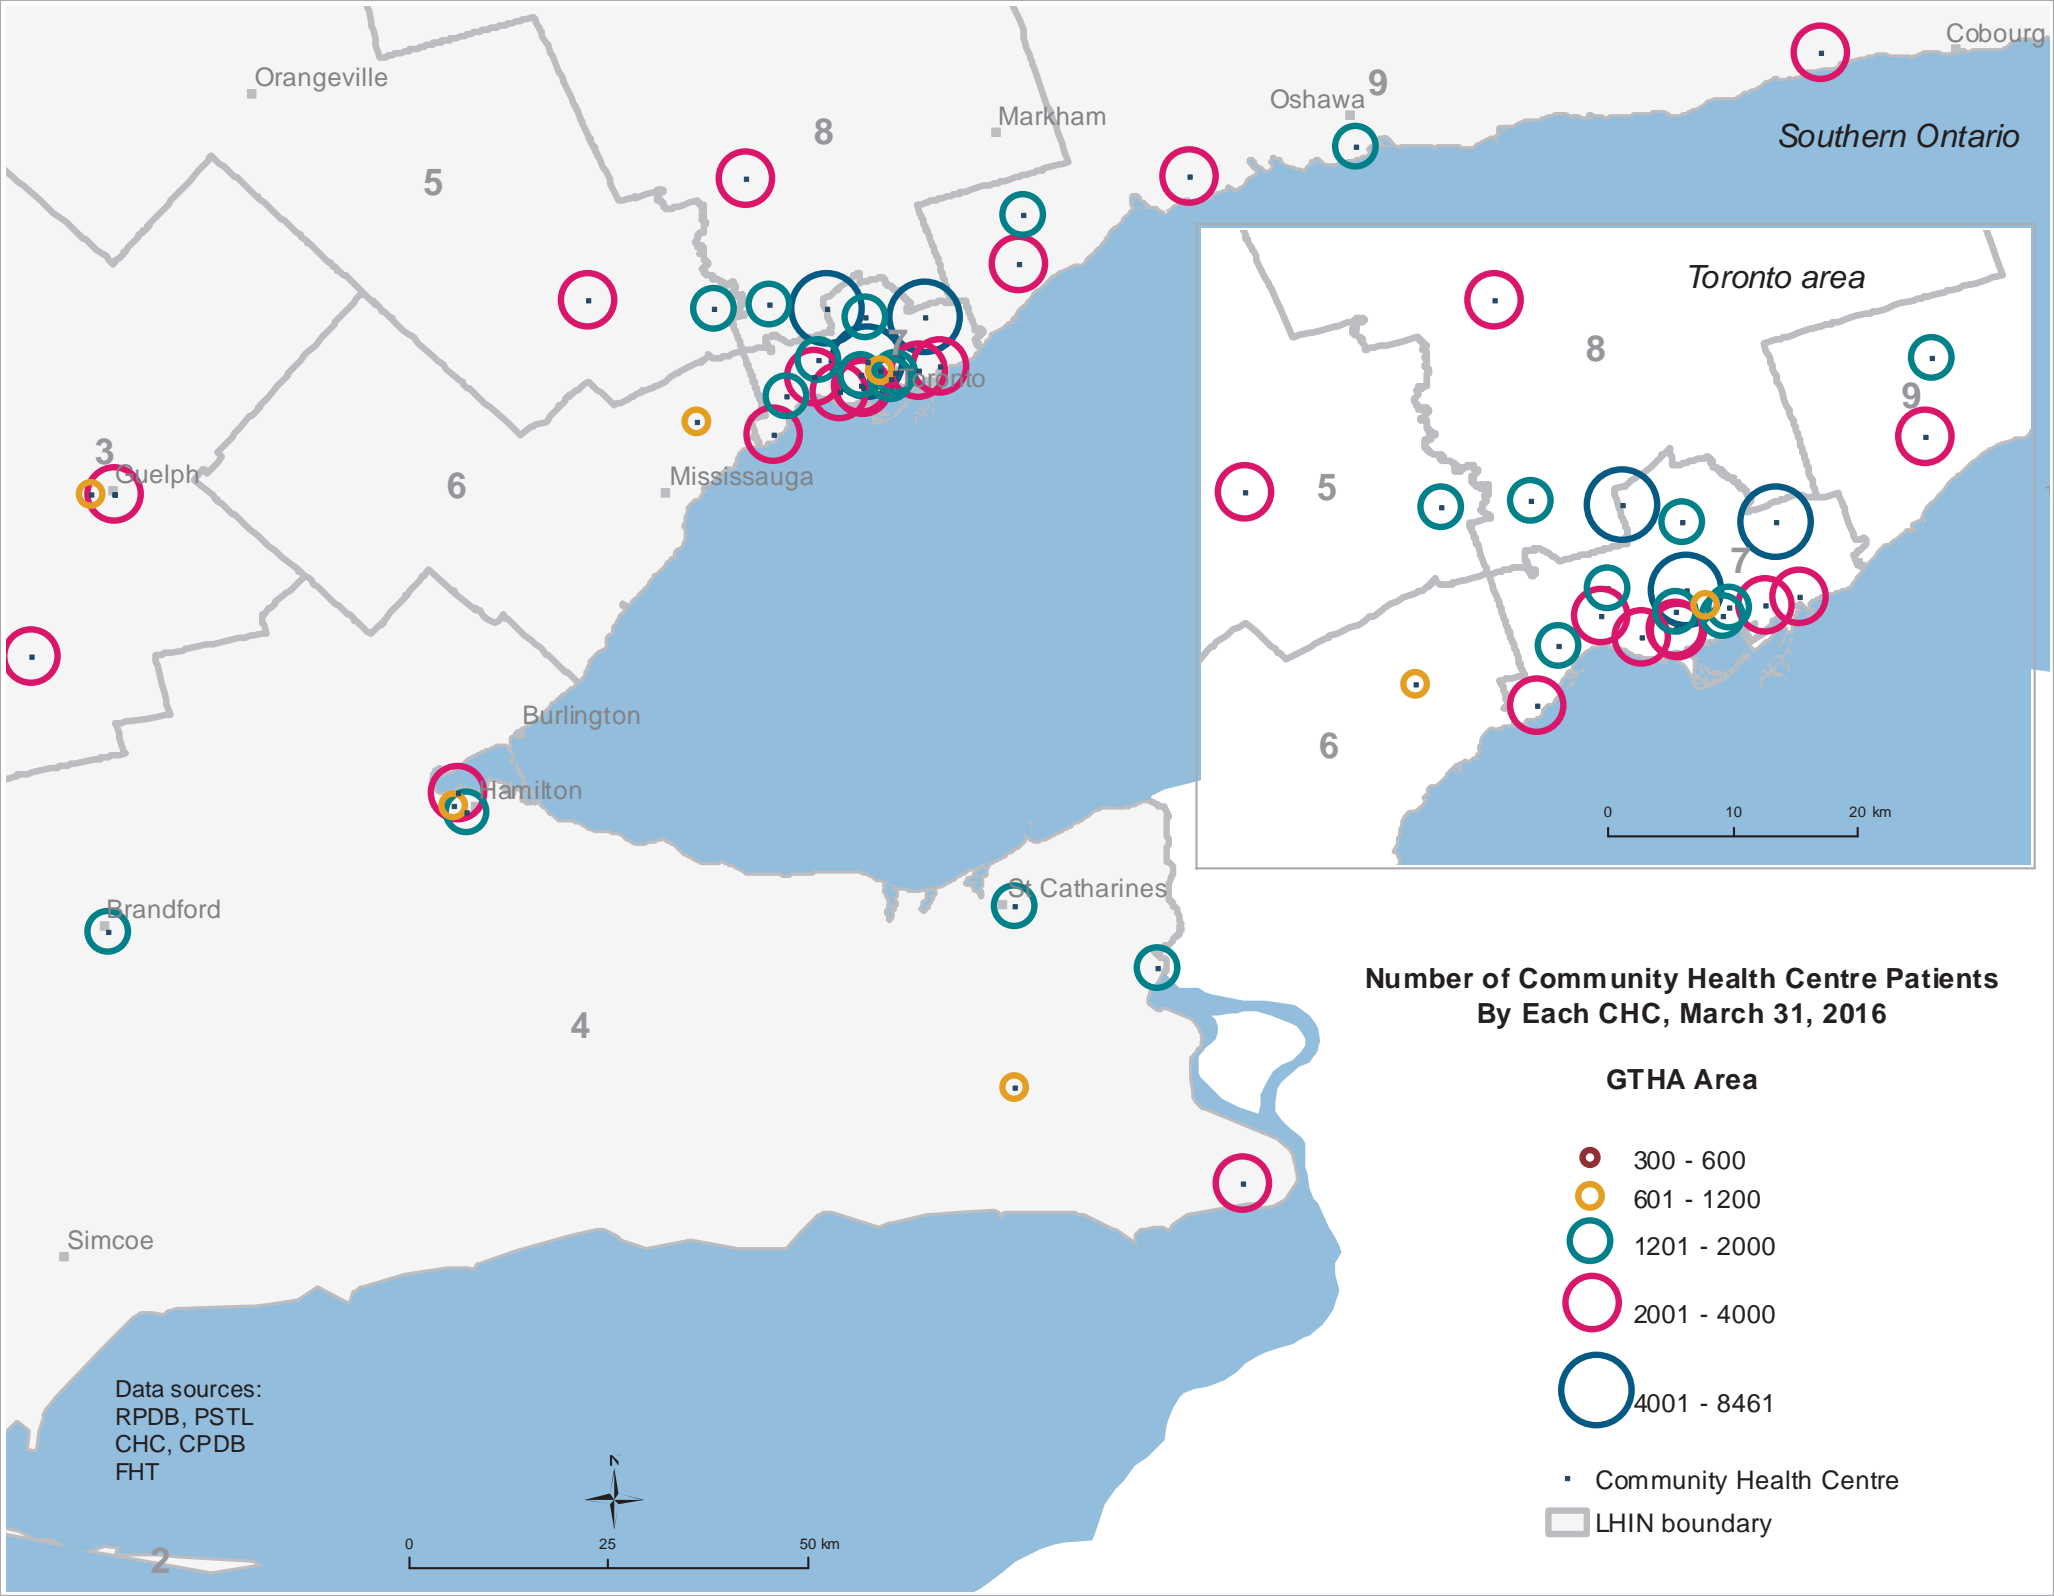 Cobourg
Orangeville
9
Oshawa
Markham
8
Southern Ontario
5
Toronto area
8
7
Toronto
9
5
7
3
Guelph
6
Mississauga
6
Burlington
Hamilton
0 10 20 km
St Catharines
Brandford
Number of Community Health Centre Patients
By Each CHC, March 31, 2016
4
GTHA Area
300 - 600
601 - 1200
Simcoe
1201 - 2000
2001 - 4000
4001 - 8461
Data sources:
RPDB, PSTL
CHC, CPDB
FHT
N
Community Health Centre
LHIN boundary
0 25 50 km
2